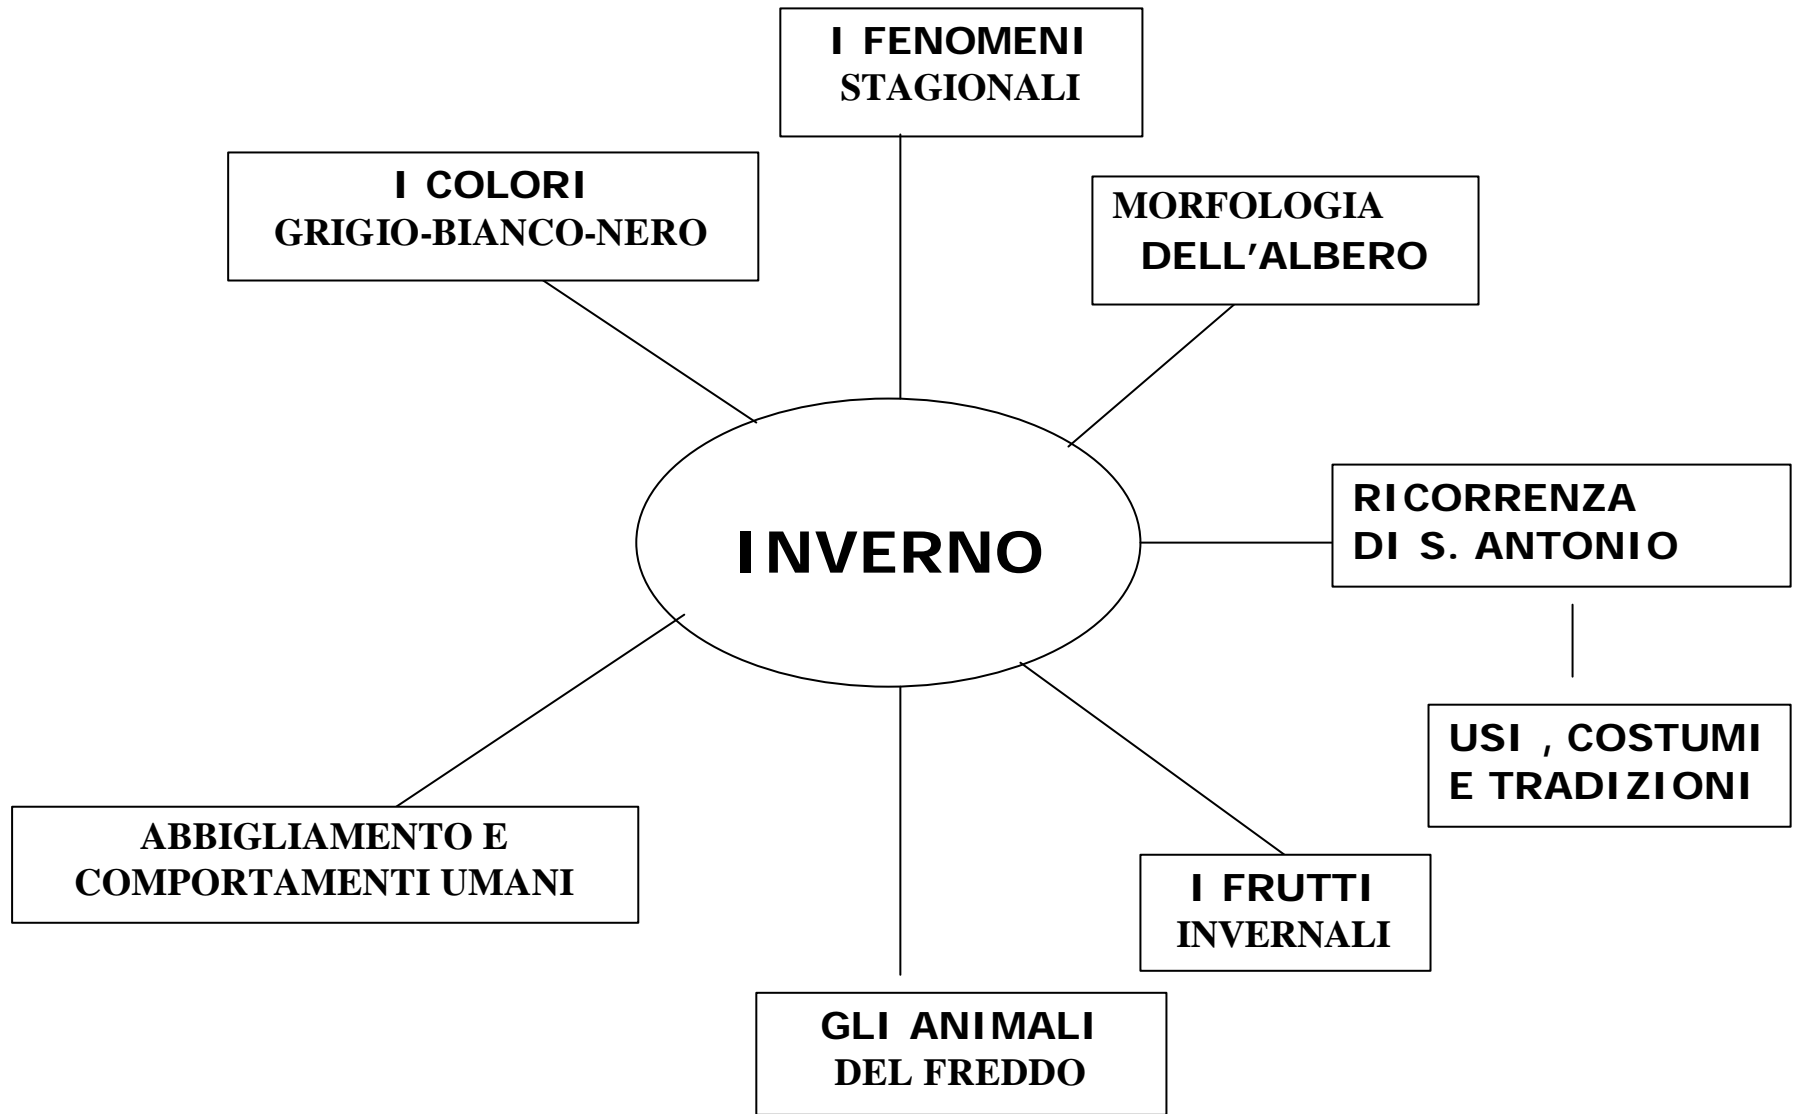 I FENOMENI
STAGIONALI
I COLORI
GRIGIO-BIANCO-NERO
MORFOLOGIA
DELL'ALBERO
RICORRENZA
DI S. ANTONIO
INVERNO
USI , COSTUMI
E TRADIZIONI
ABBIGLIAMENTO E
COMPORTAMENTI UMANI
I FRUTTI
INVERNALI
GLI ANIMALI
DEL FREDDO